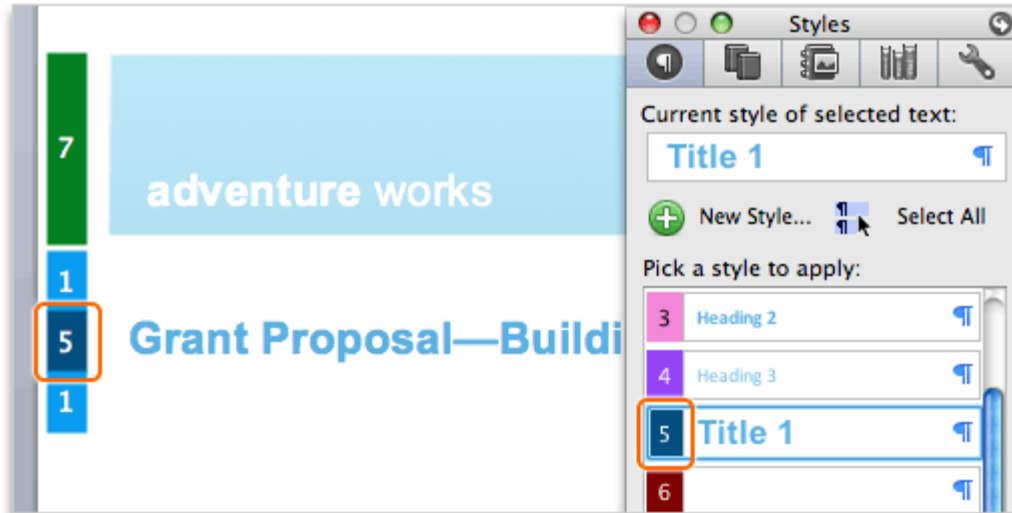 7
adventure works
1
5
Grant Proposal—Buildi
1
Styles
Current style of selected text:
Title 1 ¶
New Style... Select All
Pick a style to apply:
3 Heading 2 ¶
4 Heading 3 ¶
5 Title 1 ¶
6 ¶